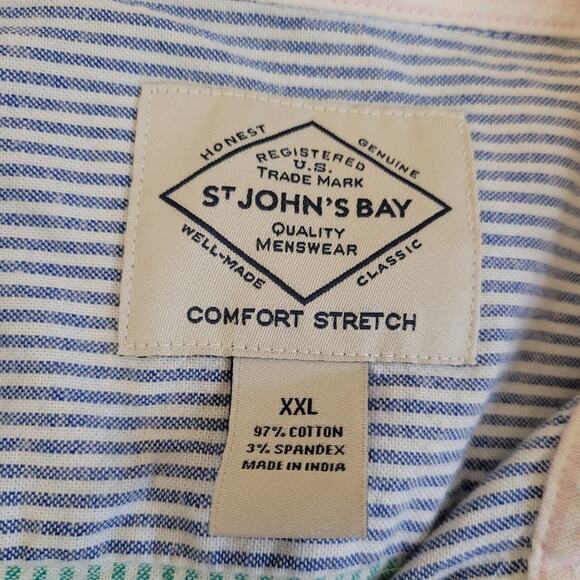 HONEST
GENUINE
REGISTERED
U.S.
TRADE MARK
ST JOHN'S BAY
QUALITY
MENSWEAR
WELL-MADE
CLASSIC
COMFORT STRETCH
XXL
97% COTTON
3% SPANDEX
MADE IN INDIA